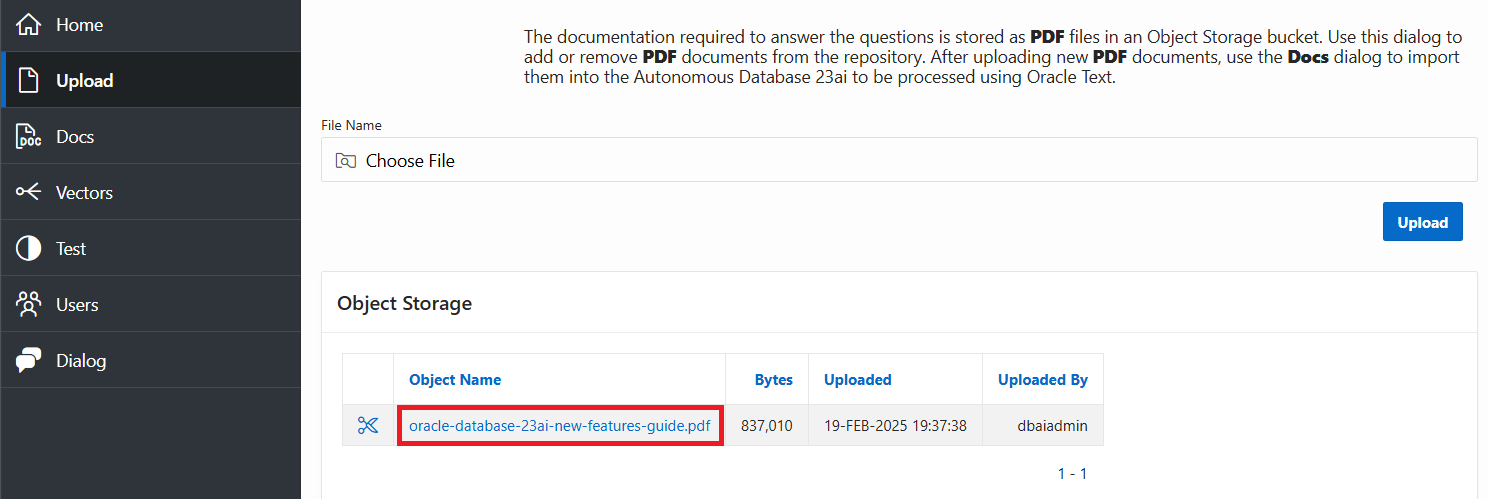 Home
Upload
Docs
Vectors
Test
Users
Dialog
The documentation required to answer the questions is stored as PDF files in an Object Storage bucket. Use this dialog to
add or remove PDF documents from the repository. After uploading new PDF documents, use the Docs dialog to import
them into the Autonomous Database 23ai to be processed using Oracle Text.
File Name
Choose File
Upload
Object Storage
Object Name Bytes Uploaded Uploaded By
oracle-database-23ai-new-features-guide.pdf 837,010 19-FEB-2025 19:37:38 dbaiadmin
1 - 1